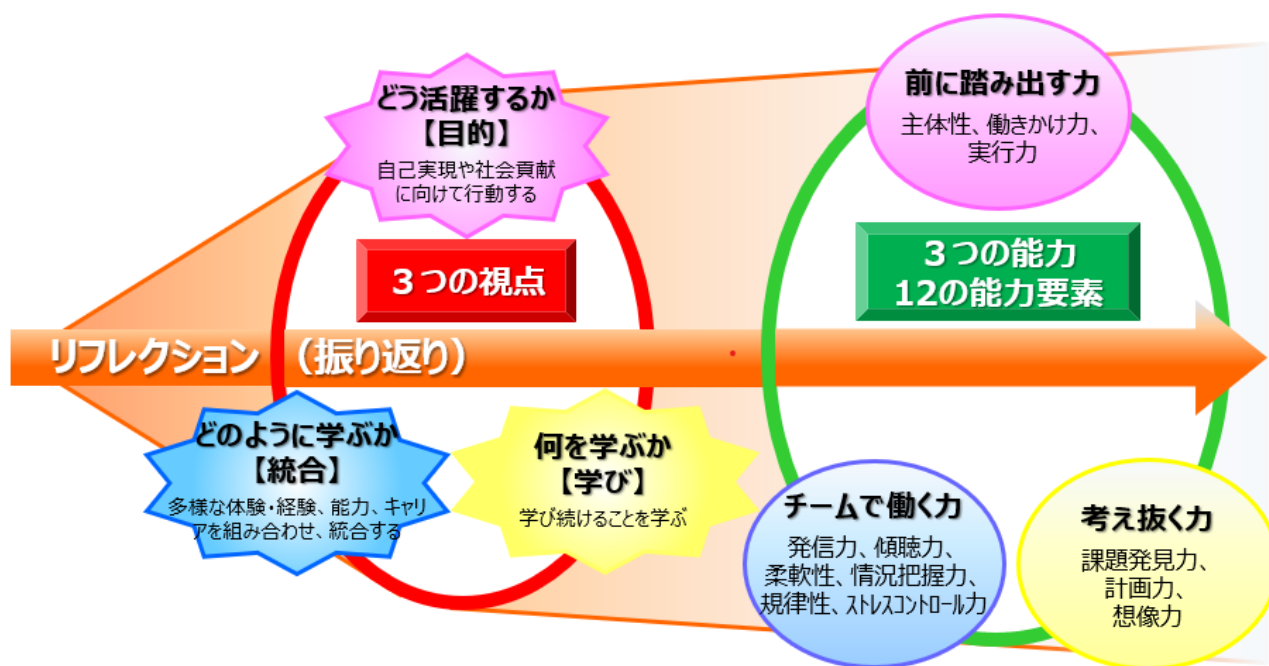 どう活躍するか
【目的】
自己実現や社会貢献
に向けて行動する
3つの視点
リフレクション （振り返り）
どのように学ぶか
【統合】
多様な体験・経験、能力、キャリ
アを組み合わせ、統合する
何を学ぶか
【学び】
学び続けることを学ぶ
前に踏み出す力
主体性、働きかけ力、
実行力
3つの能力
12の能力要素
チームで働く力
発信力、傾聴力、
柔軟性、情況把握力、
規律性、ストレスコントロール力
考え抜く力
課題発見力、
計画力、
想像力